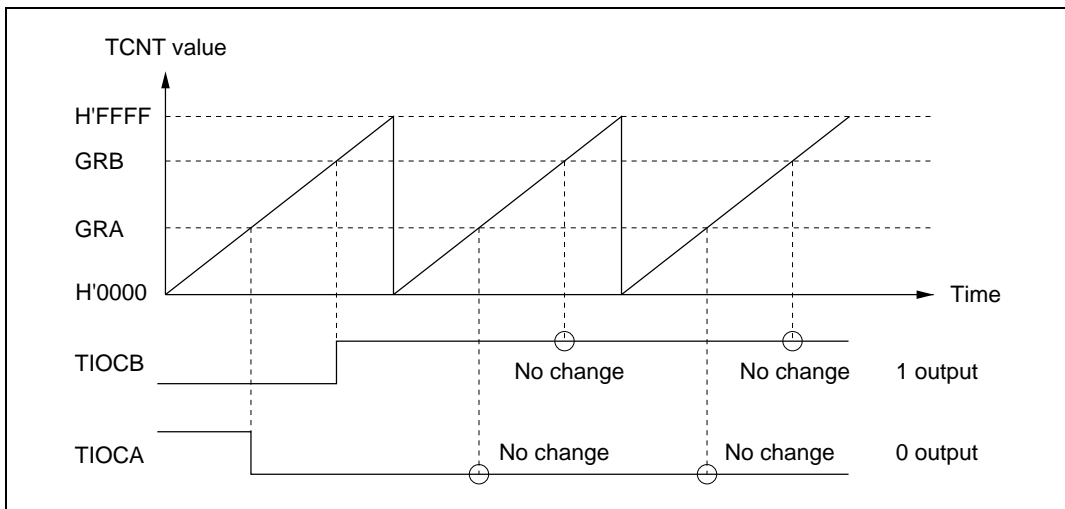 TCNT value
H'FFFF
GRB
GRA
H'0000
Time
TIOCB
No change
No change
1 output
TIOCA
No change
No change
0 output